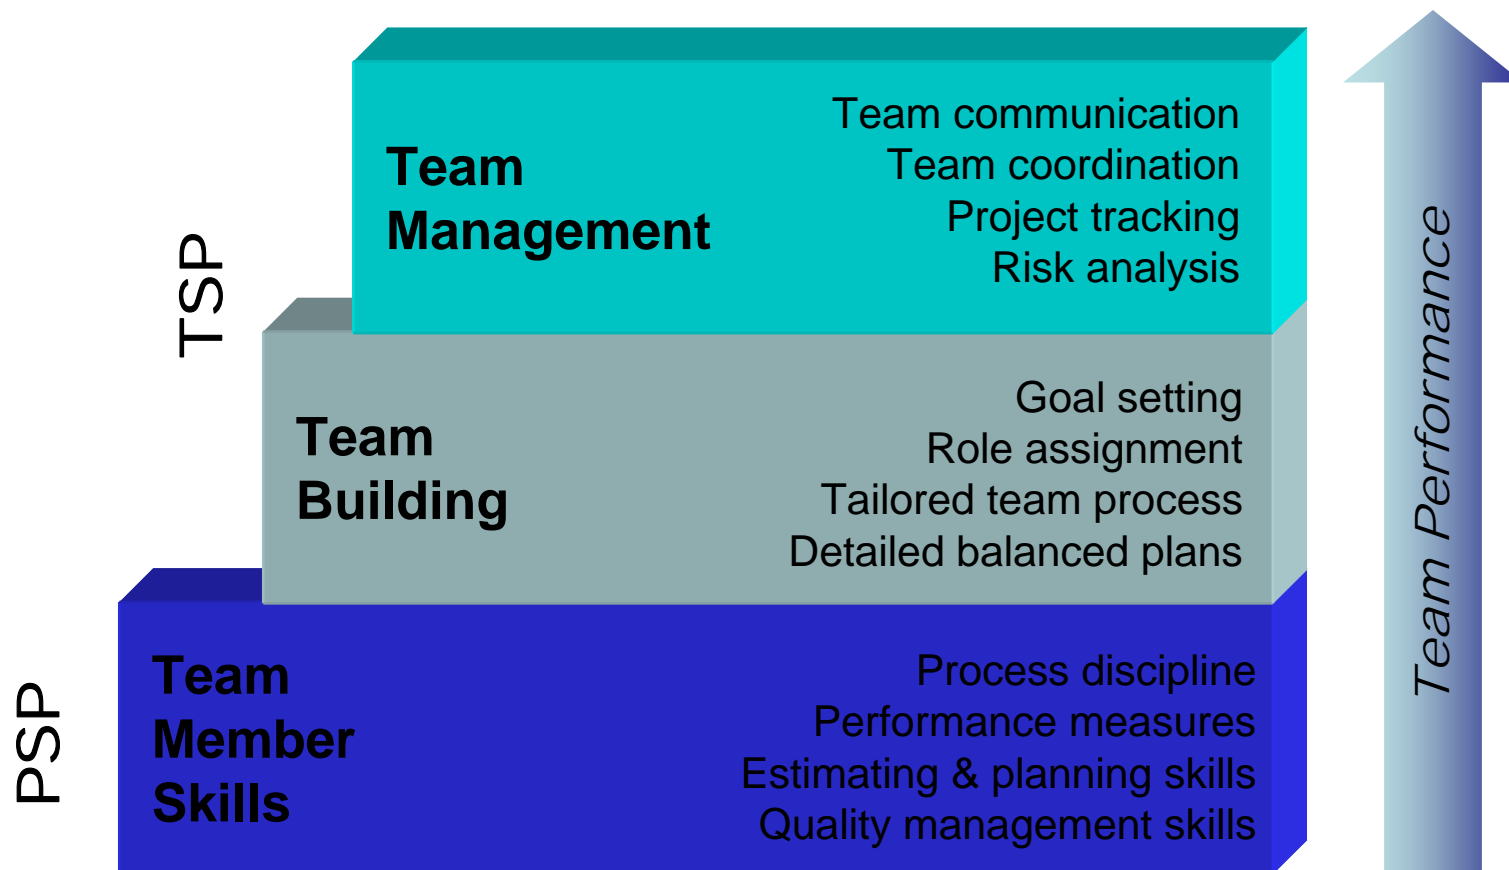 TSP
Team
Management
Team communication
Team coordination
Project tracking
Risk analysis
Team
Building
Goal setting
Role assignment
Tailored team process
Detailed balanced plans
PSP
Team
Member
Skills
Process discipline
Performance measures
Estimating & planning skills
Quality management skills
Team Performance